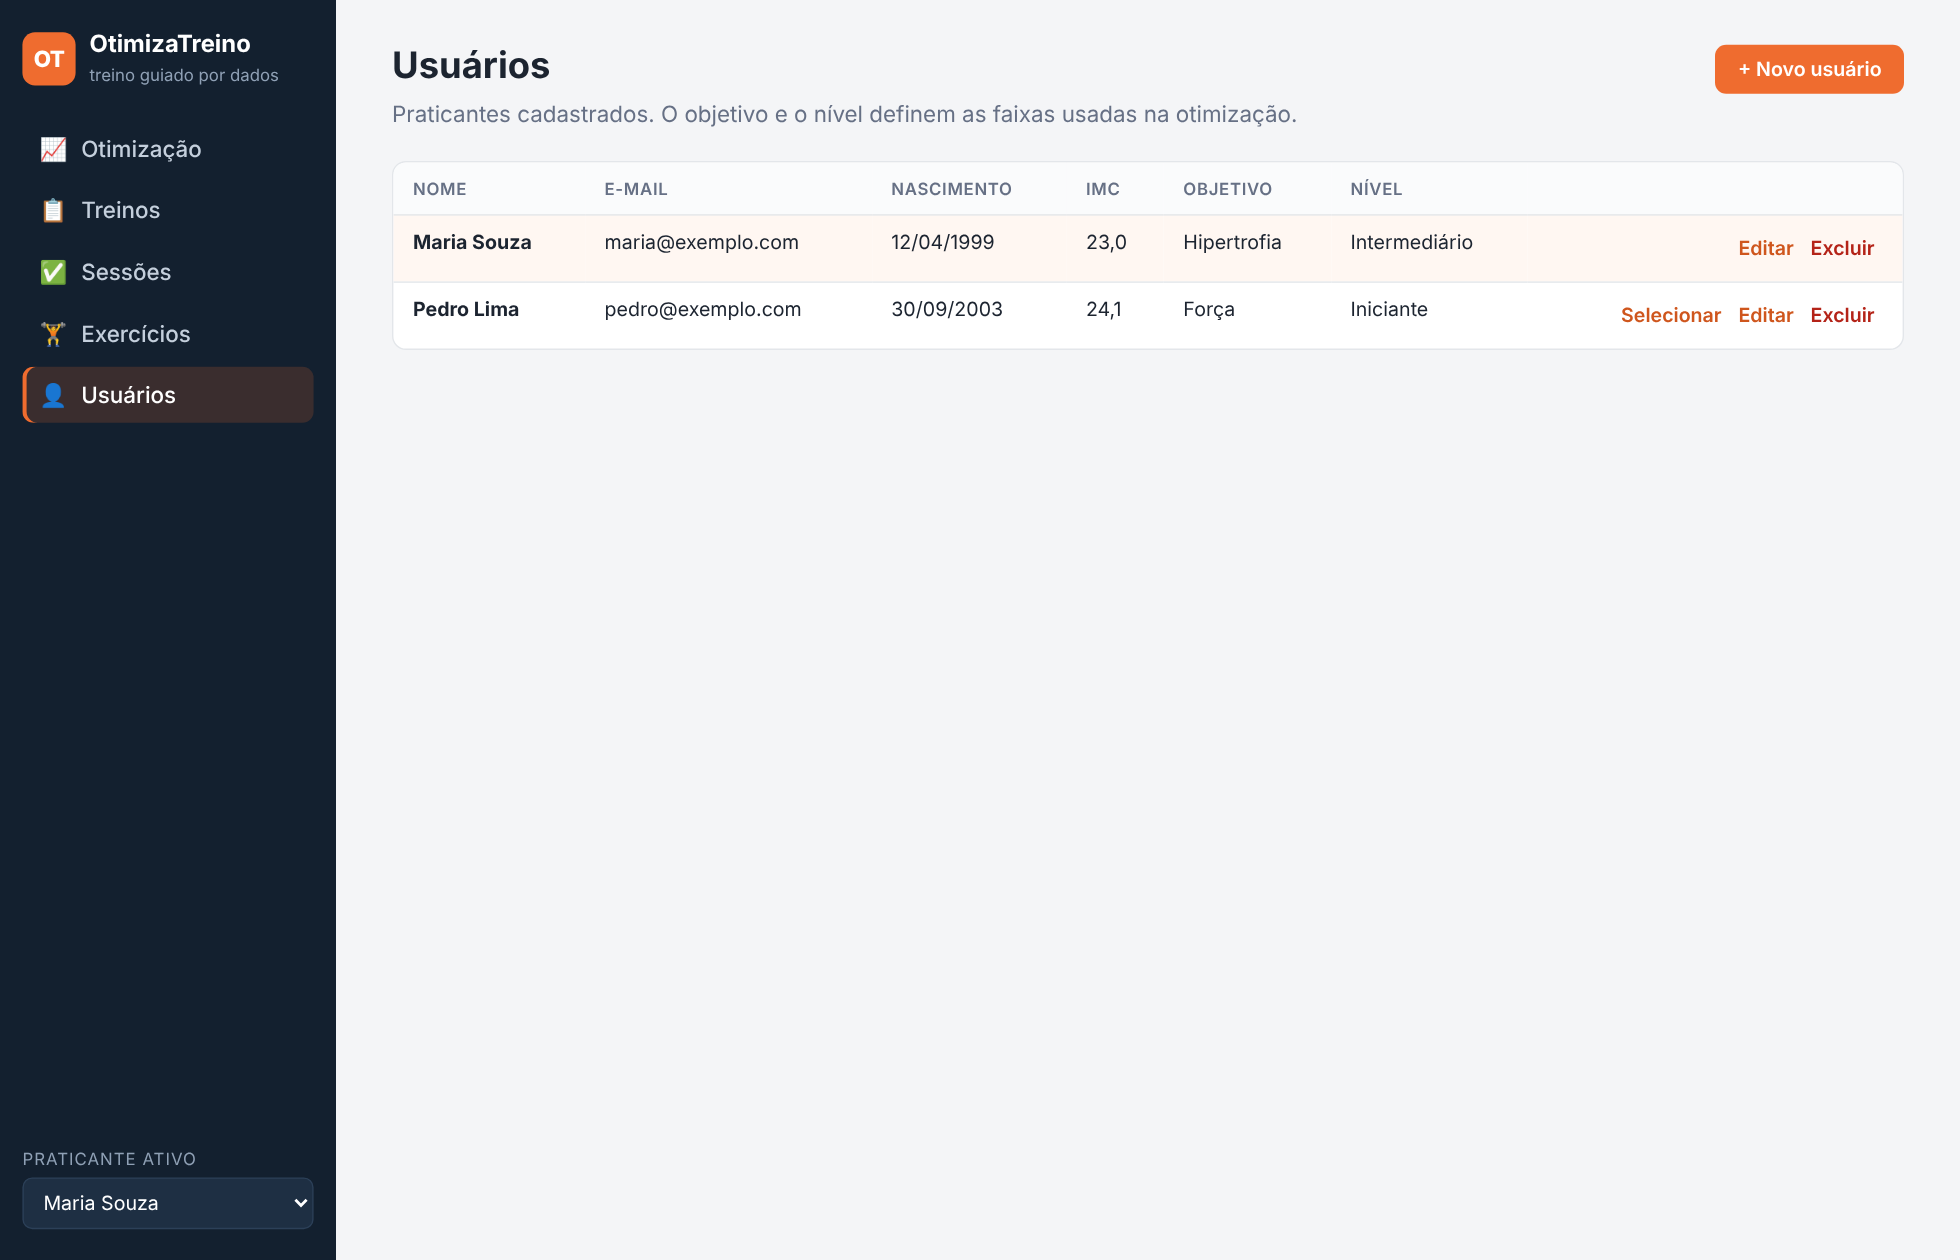 OT
OtimizaTreino
treino guiado por dados
Otimização
Treinos
Sessões
Exercícios
Usuários
PRATICANTE ATIVO
Maria Souza
Usuários
+ Novo usuário
Praticantes cadastrados. O objetivo e o nível definem as faixas usadas na otimização.
NOME E-MAIL NASCIMENTO IMC OBJETIVO NÍVEL
Maria Souza maria@exemplo.com 12/04/1999 23,0 Hipertrofia Intermediário Editar Excluir
Pedro Lima pedro@exemplo.com 30/09/2003 24,1 Força Iniciante Selecionar Editar Excluir